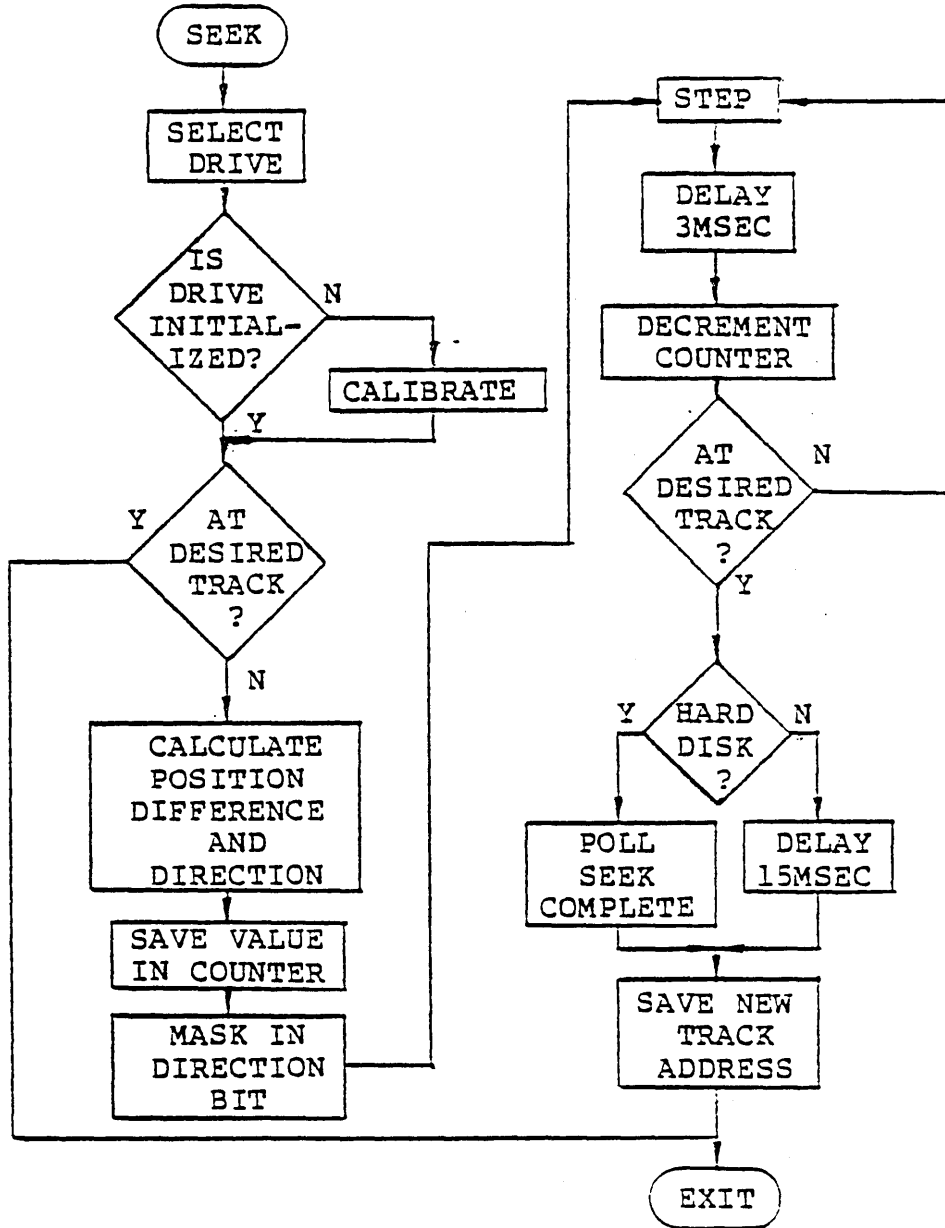 SEEK
SELECT
DRIVE
IS
DRIVE
INITIAL-
IZED?
N
CALIBRATE
Y
Y
AT
DESIRED
TRACK
?
N
CALCULATE
POSITION
DIFFERENCE
AND
DIRECTION
SAVE VALUE
IN COUNTER
MASK IN
DIRECTION
BIT
STEP
DELAY
3MSEC
DECREMENT
COUNTER
AT
DESIRED
TRACK
?
N
Y
Y
HARD
DISK
?
N
POLL
SEEK
COMPLETE
DELAY
15MSEC
SAVE NEW
TRACK
ADDRESS
EXIT